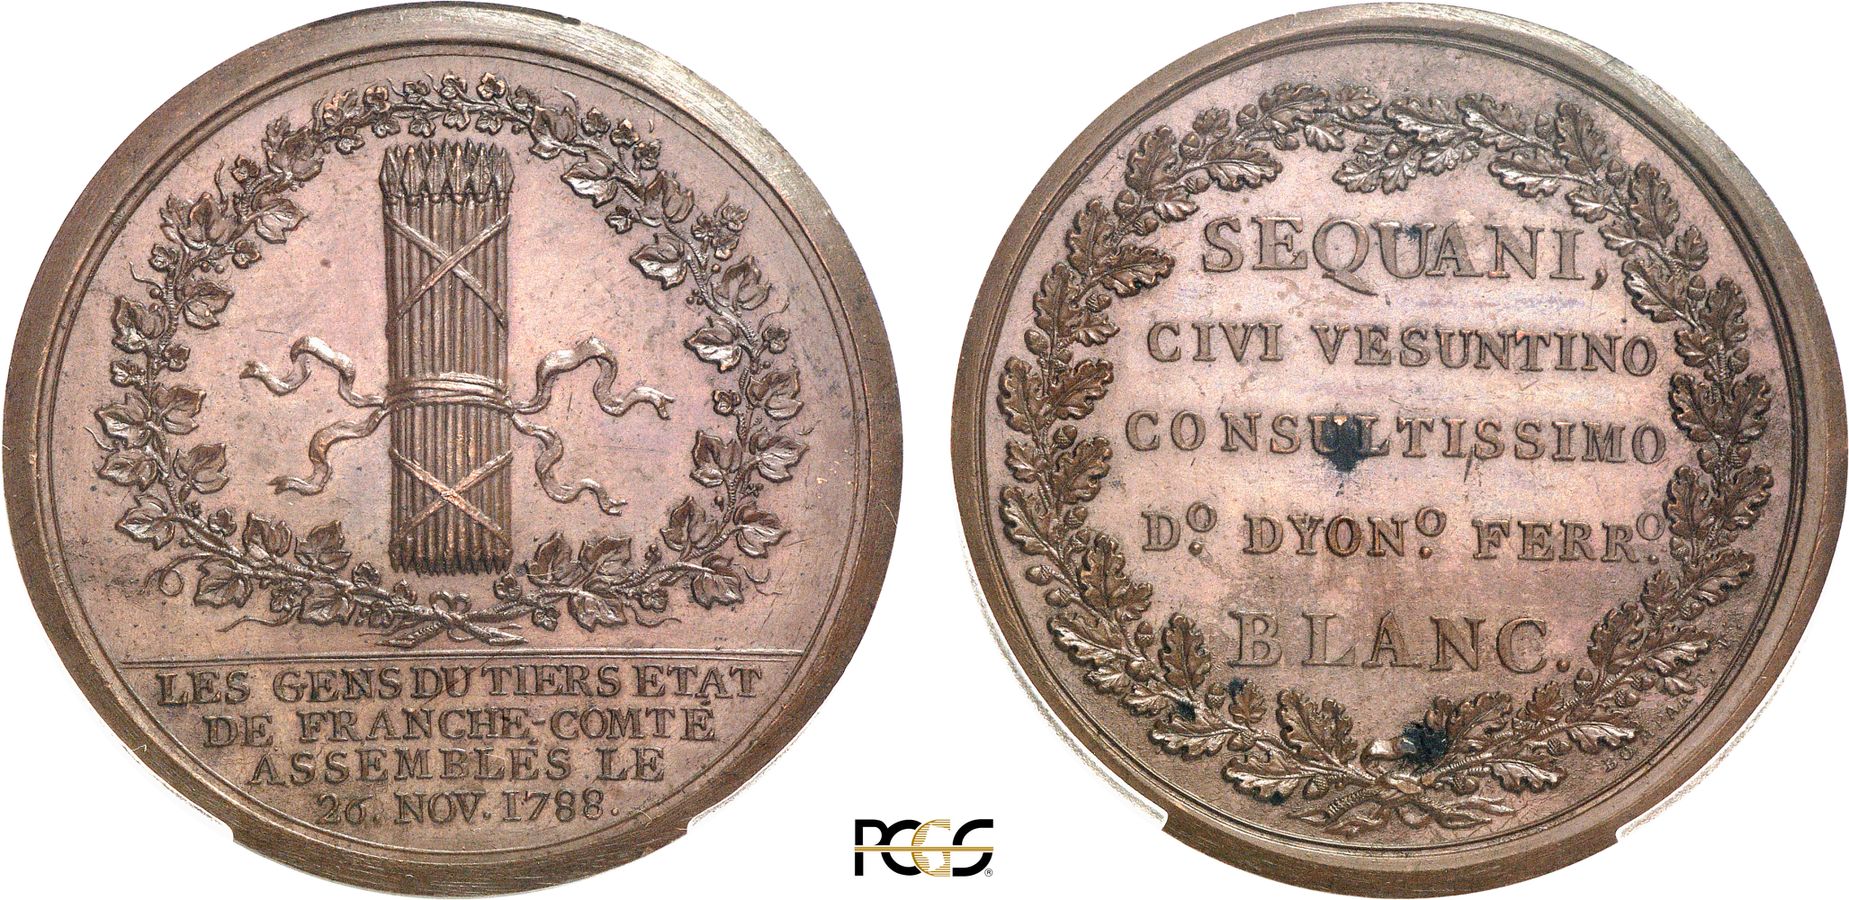 LES GENS DU TIERS ETAT
DE FRANCHE-COMTÉ
ASSEMBLÉS LE
26. NOV. 1788.
SEQUANI,
CIVI VESUNTINO
CONSULTISSIMO
Dº. DYONº. FERRº.
BLANC.
PCGS